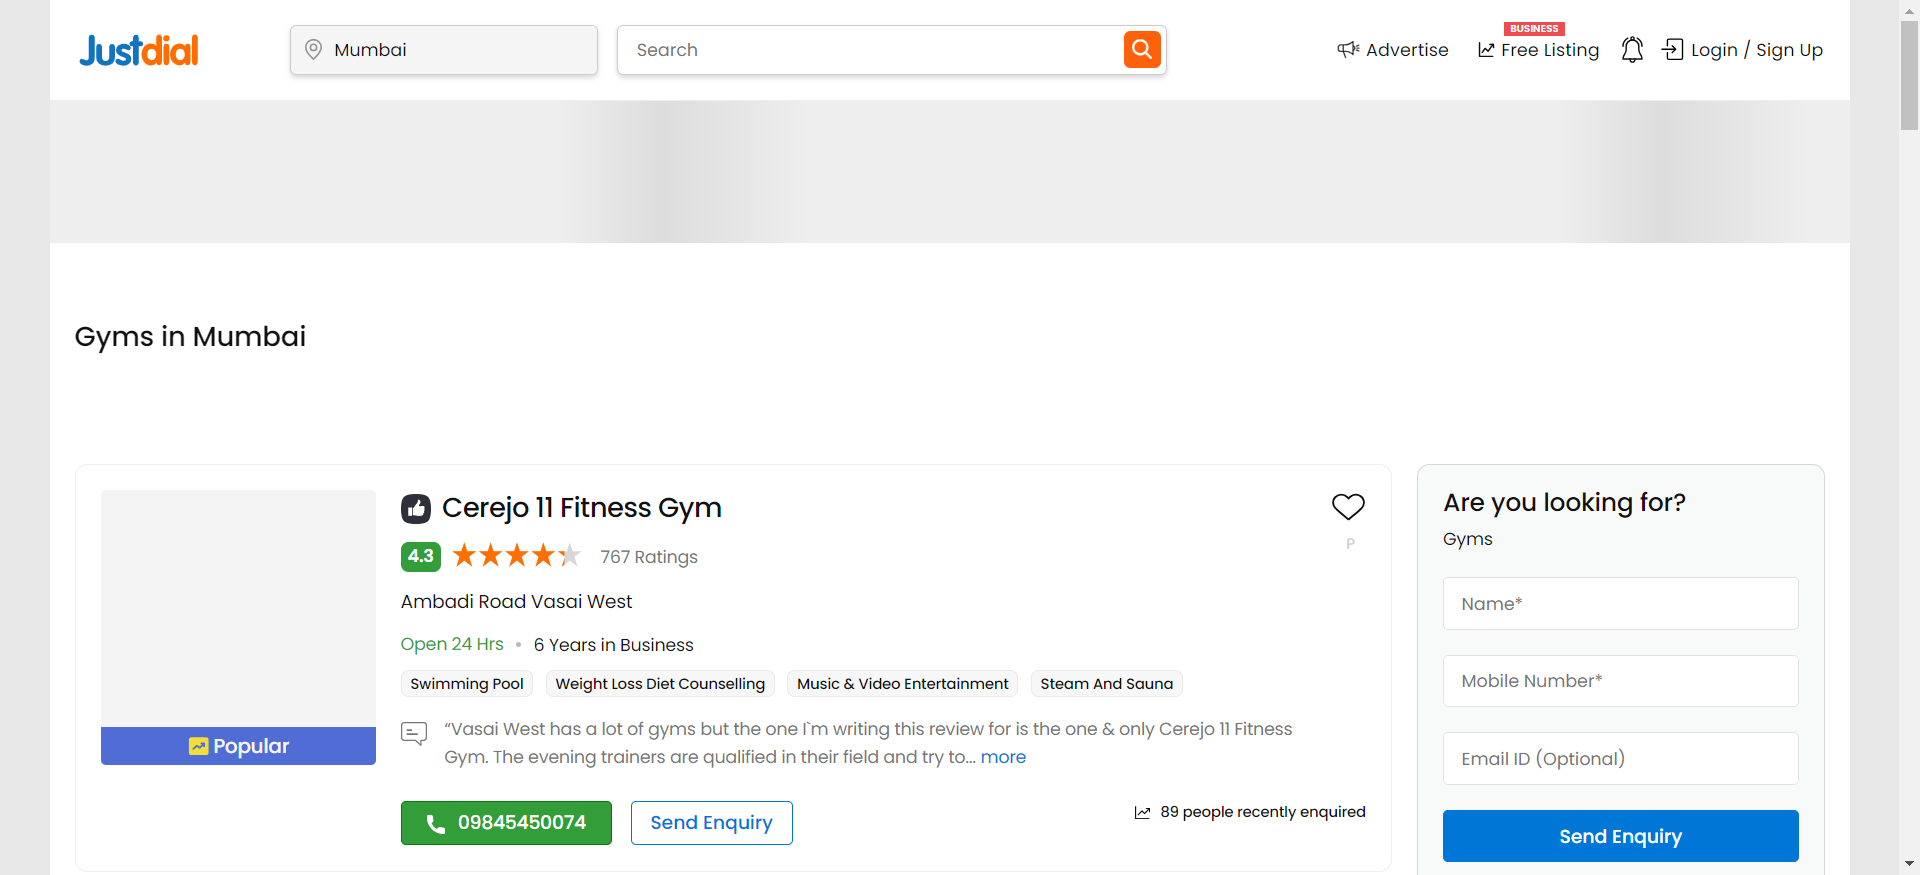 Justdial
Mumbai
Search
Advertise
BUSINESS
Free Listing
Login / Sign Up
Gyms in Mumbai
Cerejo 11 Fitness Gym
4.3
767 Ratings
P
Ambadi Road Vasai West
Open 24 Hrs • 6 Years in Business
Swimming Pool
Weight Loss Diet Counselling
Music & Video Entertainment
Steam And Sauna
“Vasai West has a lot of gyms but the one I`m writing this review for is the one & only Cerejo 11 Fitness
Gym. The evening trainers are qualified in their field and try to... more
Popular
09845450074
Send Enquiry
89 people recently enquired
Are you looking for?
Gyms
Name*
Mobile Number*
Email ID (Optional)
Send Enquiry